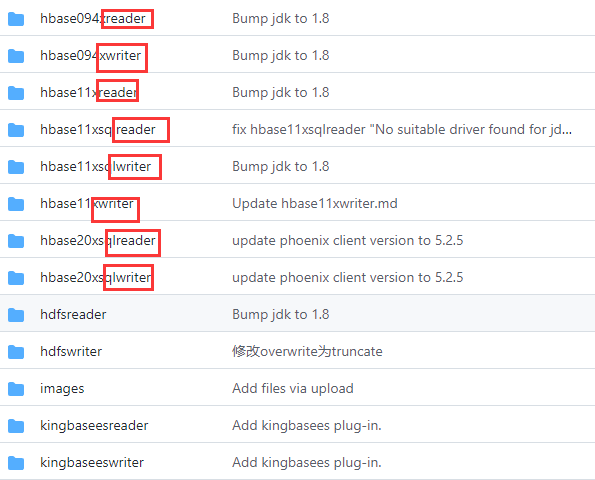 hbase094xreader Bump jdk to 1.8
hbase094xwriter Bump jdk to 1.8
hbase11xreader Bump jdk to 1.8
hbase11xsqlreader fix hbase11xsqlreader "No suitable driver found for jd...
hbase11xsqlwriter Bump jdk to 1.8
hbase11xwriter Update hbase11xwriter.md
hbase20xsqlreader update phoenix client version to 5.2.5
hbase20xsqlwriter update phoenix client version to 5.2.5
hdfsreader Bump jdk to 1.8
hdfswriter 修改overwrite为truncate
images Add files via upload
kingbaseesreader Add kingbasees plug-in.
kingbaseeswriter Add kingbasees plug-in.